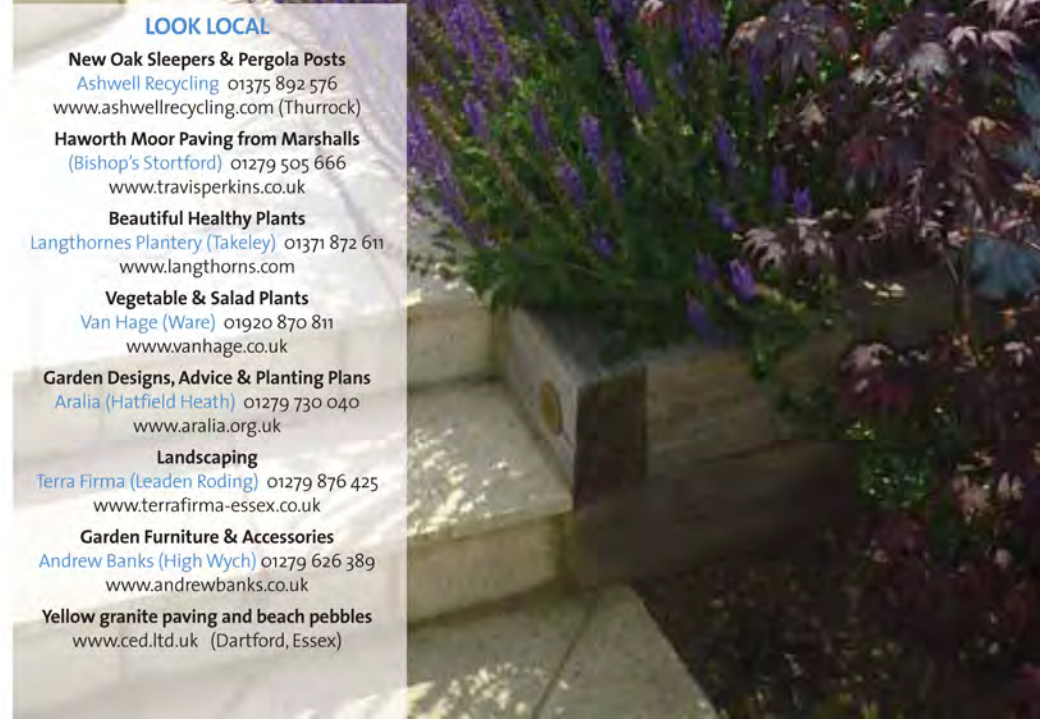 LOOK LOCAL
New Oak Sleepers & Pergola Posts
Ashwell Recycling 01375 892 576
www.ashwellrecycling.com (Thurrock)
Haworth Moor Paving from Marshalls
(Bishop's Stortford) 01279 505 666
www.travisperkins.co.uk
Beautiful Healthy Plants
Langthornes Plantery (Takeley) 01371 872 611
www.langthorns.com
Vegetable & Salad Plants
Van Hage (Ware) 01920 870 811
www.vanhage.co.uk
Garden Designs, Advice & Planting Plans
Aralia (Hatfield Heath) 01279 730 040
www.aralia.org.uk
Landscaping
Terra Firma (Leaden Roding) 01279 876 425
www.terrafirma-essex.co.uk
Garden Furniture & Accessories
Andrew Banks (High Wych) 01279 626 389
www.andrewbanks.co.uk
Yellow granite paving and beach pebbles
www.ced.ltd.uk (Dartford, Essex)